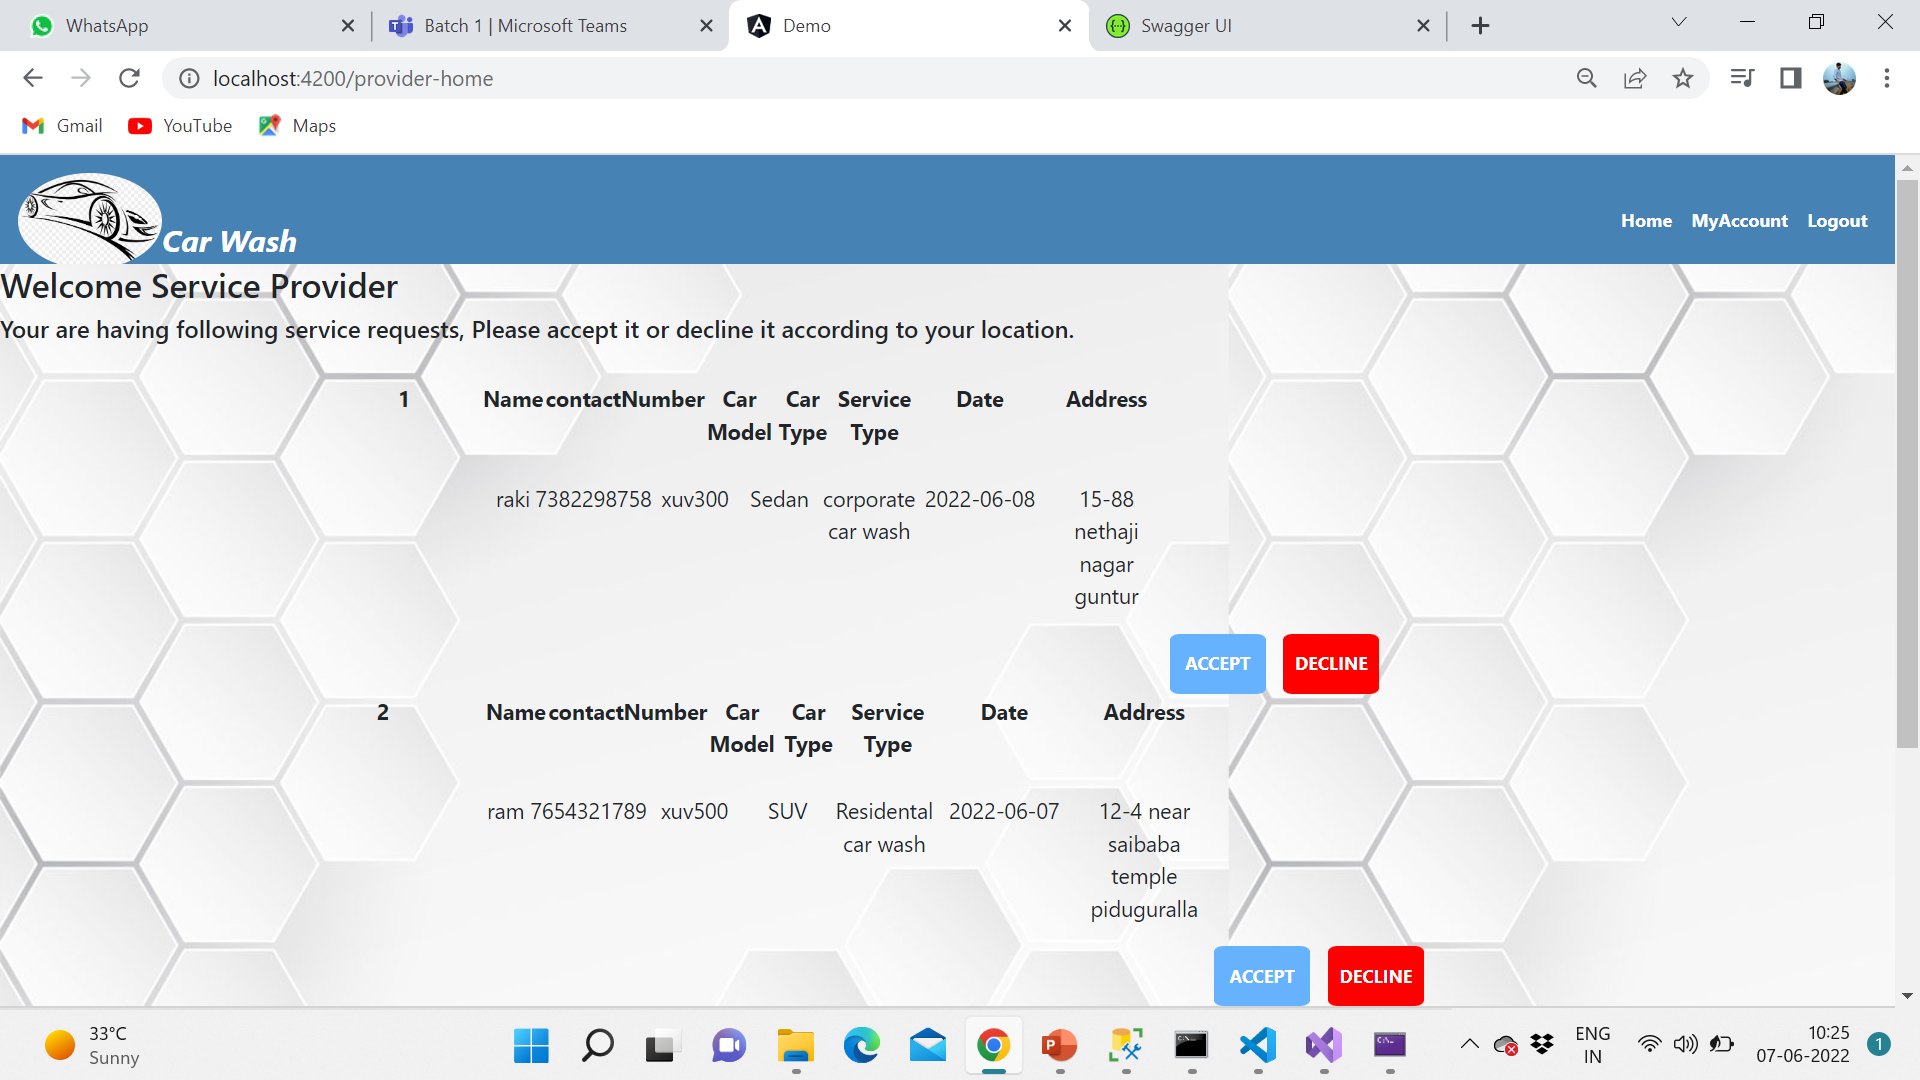 WhatsApp
Batch 1 | Microsoft Teams
Demo
Swagger UI
localhost:4200/provider-home
Gmail
YouTube
Maps
Car Wash
Home MyAccount Logout
Welcome Service Provider
Your are having following service requests, Please accept it or decline it according to your location.
1 Name contactNumber Car Model Car Type Service Type Date Address
raki 7382298758 xuv300 Sedan corporate car wash 2022-06-08 15-88 nethaji nagar guntur
ACCEPT DECLINE
2 Name contactNumber Car Model Car Type Service Type Date Address
ram 7654321789 xuv500 SUV Residental car wash 2022-06-07 12-4 near saibaba temple piduguralla
ACCEPT DECLINE
33°C
Sunny
ENG
IN
10:25
07-06-2022
1